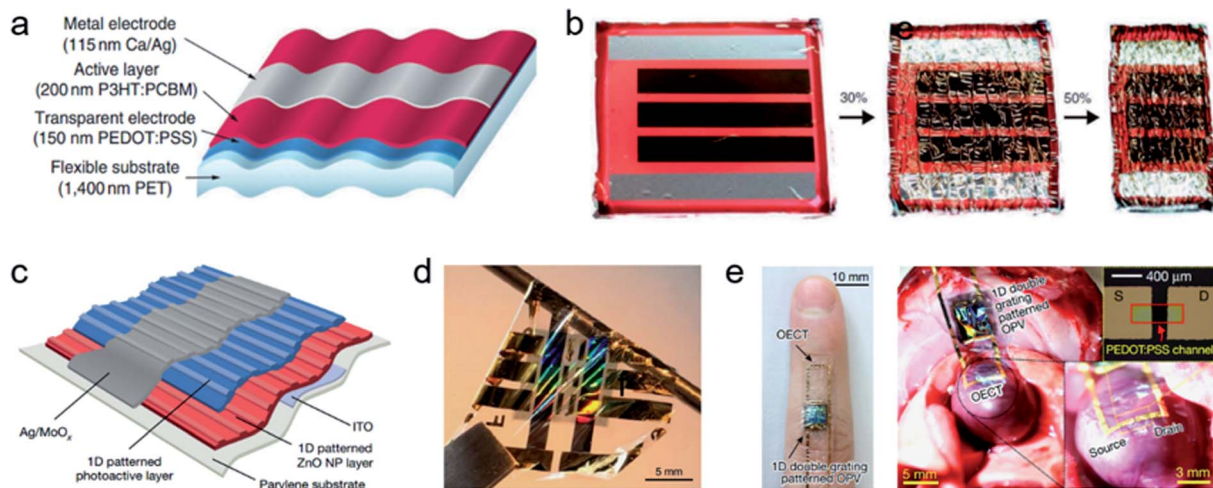 a
Metal electrode
(115 nm Ca/Ag)
Active layer
(200 nm P3HT:PCBM)
Transparent electrode
(150 nm PEDOT:PSS)
Flexible substrate
(1,400 nm PET)
b
30%
e
50%
c
Ag/MoOx
1D patterned
photoactive layer
ITO
1D patterned
ZnO NP layer
Parylene substrate
d
5 mm
e
10 mm
OECT
1D double grating
patterned OPV
1D double
grating
patterned
OPV
OECT
5 mm
400 µm
S
D
PEDOT:PSS channel
Source
Drain
3 mm